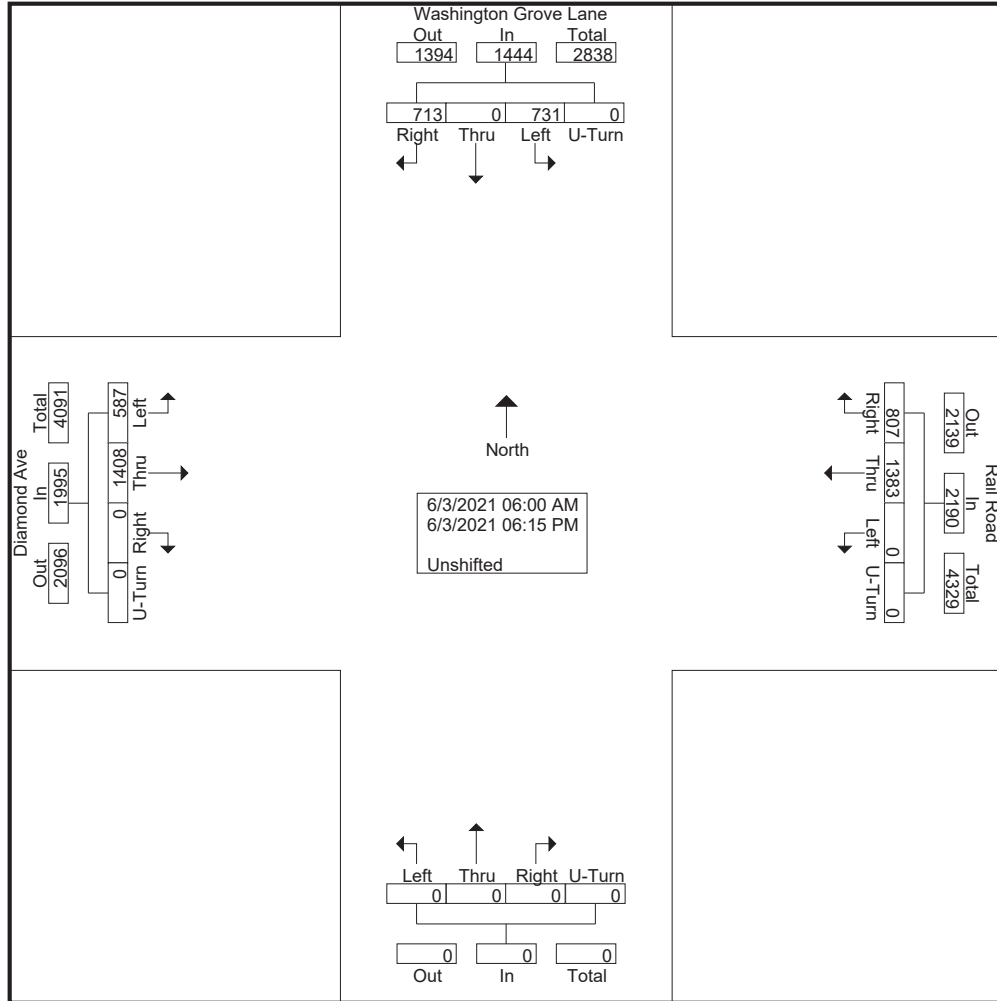 Washington Grove Lane
Out In Total
1394 1444 2838
713 0 731 0
Right Thru Left U-Turn
Diamond Ave
Total In Out
4091 1995 2096
587 1408 0 0
Left Thru Right U-Turn
North
6/3/2021 06:00 AM
6/3/2021 06:15 PM
Unshifted
Rail Road
Out In Total
2139 2190 4329
807 1383 0 0
Right Thru Left U-Turn
Left Thru Right U-Turn
0 0 0 0
0 0 0
Out In Total